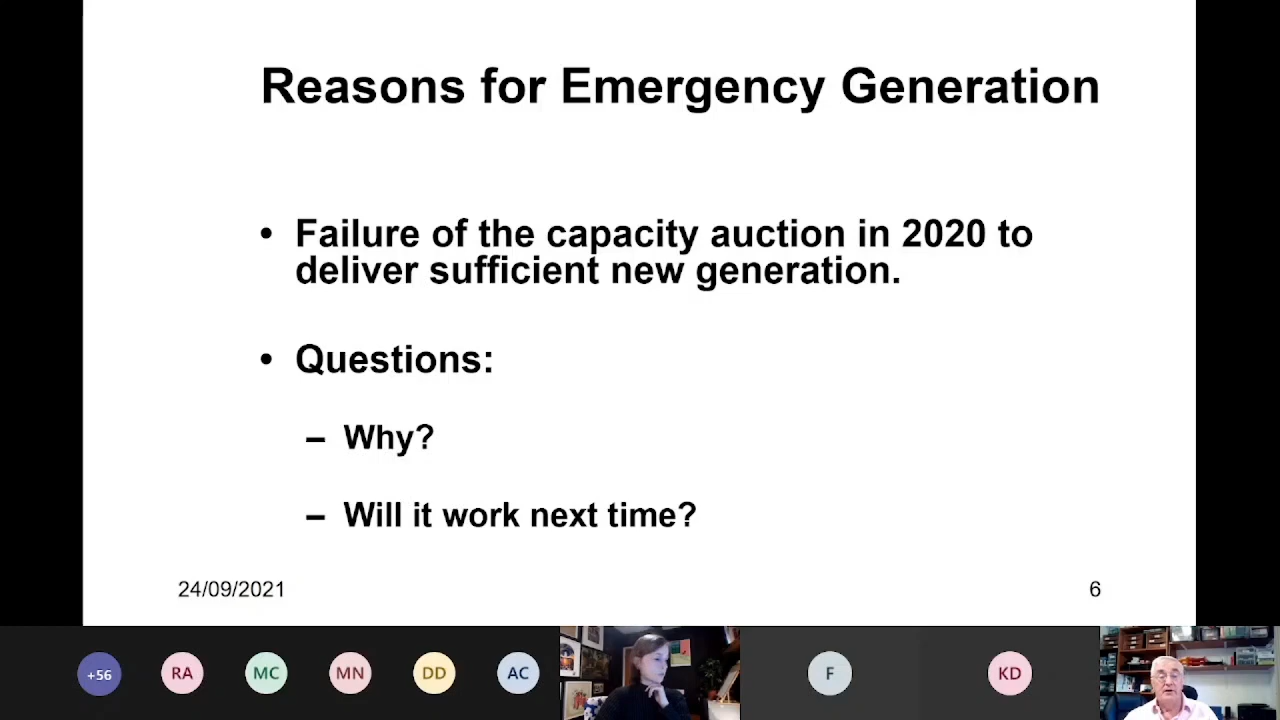 Reasons for Emergency Generation
• Failure of the capacity auction in 2020 to
deliver sufficient new generation.
• Questions:
– Why?
– Will it work next time?
24/09/2021
6
+56
RA
MC
MN
DD
AC
F
KD